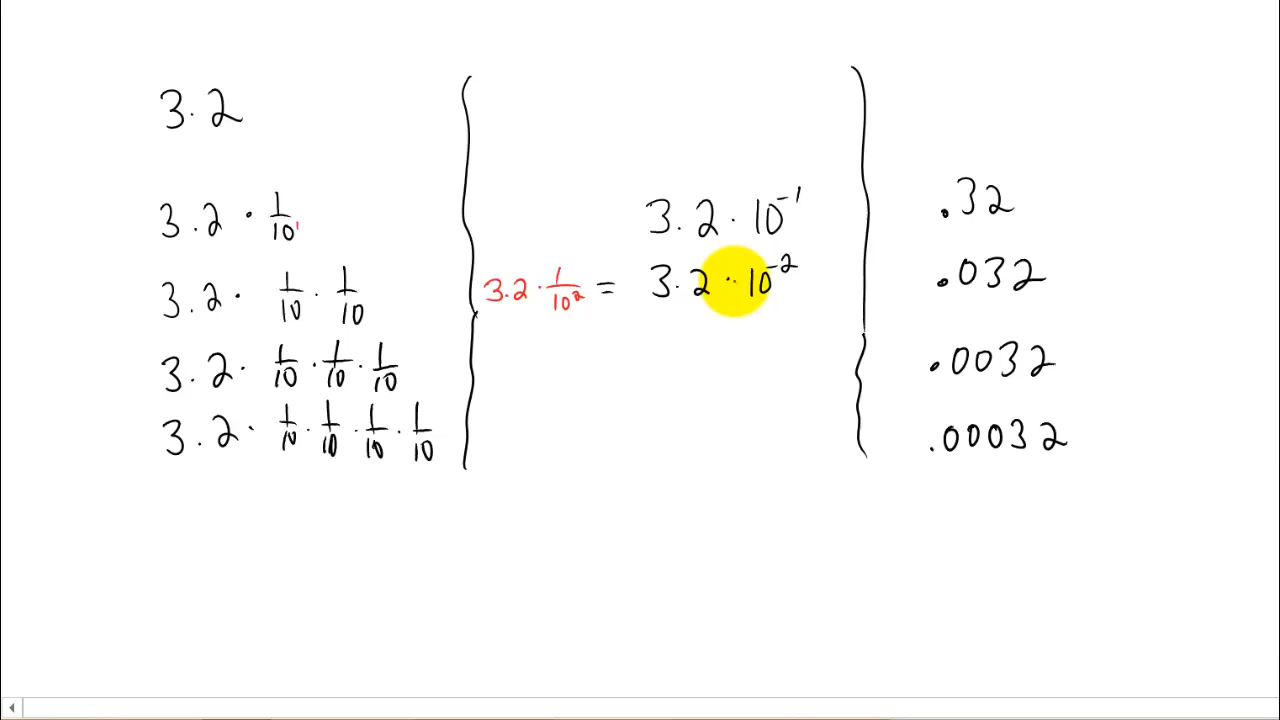 3.2
3.2 · 1/10¹ 3.2 · 10⁻¹ .32
3.2 · 1/10 · 1/10 3.2 · 1/10² = 3.2 · 10⁻² .032
3.2 · 1/10 · 1/10 · 1/10 .0032
3.2 · 1/10 · 1/10 · 1/10 · 1/10 .00032